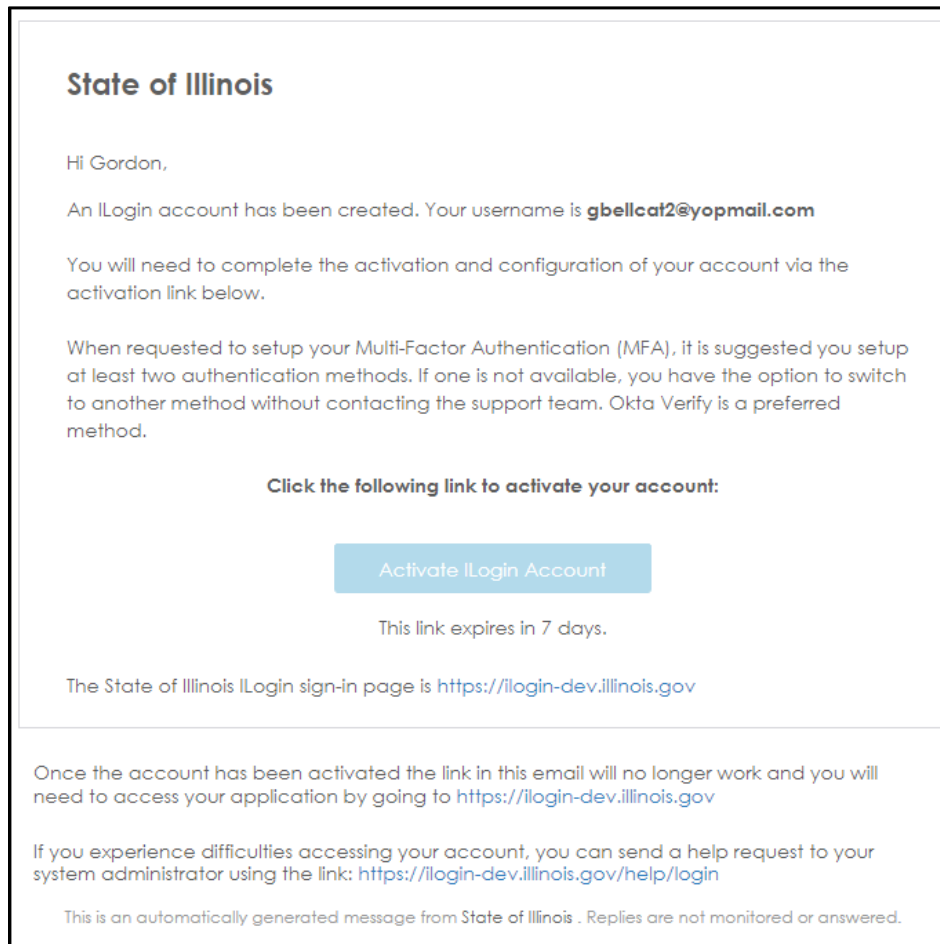 State of Illinois
Hi Gordon,
An ILogin account has been created. Your username is gbellcat2@yopmail.com
You will need to complete the activation and configuration of your account via the
activation link below.
When requested to setup your Multi-Factor Authentication (MFA), it is suggested you setup
at least two authentication methods. If one is not available, you have the option to switch
to another method without contacting the support team. Okta Verify is a preferred
method.
Click the following link to activate your account:
Activate ILogin Account
This link expires in 7 days.
The State of Illinois ILogin sign-in page is https://ilogin-dev.illinois.gov
Once the account has been activated the link in this email will no longer work and you will
need to access your application by going to https://ilogin-dev.illinois.gov
If you experience difficulties accessing your account, you can send a help request to your
system administrator using the link: https://ilogin-dev.illinois.gov/help/login
This is an automatically generated message from State of Illinois . Replies are not monitored or answered.